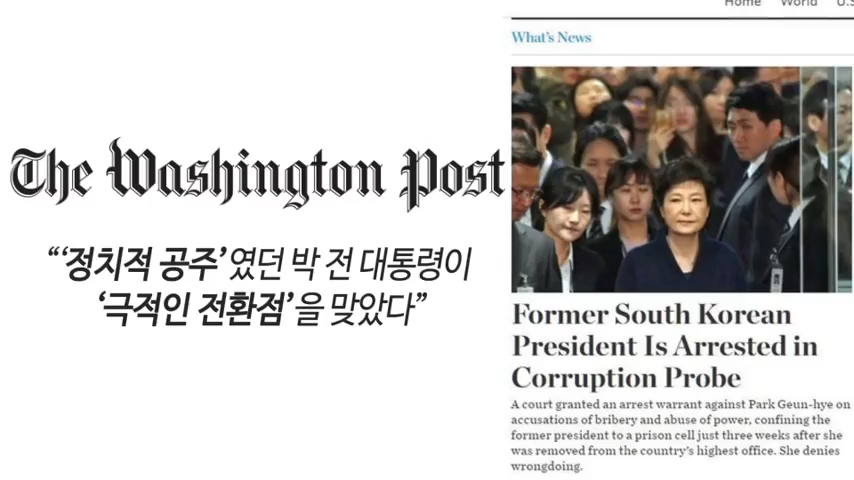 Home World U.S
What's News
The Washington Post
“‘정치적 공주’였던 박 전 대통령이
‘극적인 전환점’을 맞았다”
Former South Korean
President Is Arrested in
Corruption Probe
A court granted an arrest warrant against Park Geun-hye on
accusations of bribery and abuse of power, confining the
former president to a prison cell just three weeks after she
was removed from the country's highest office. She denies
wrongdoing.